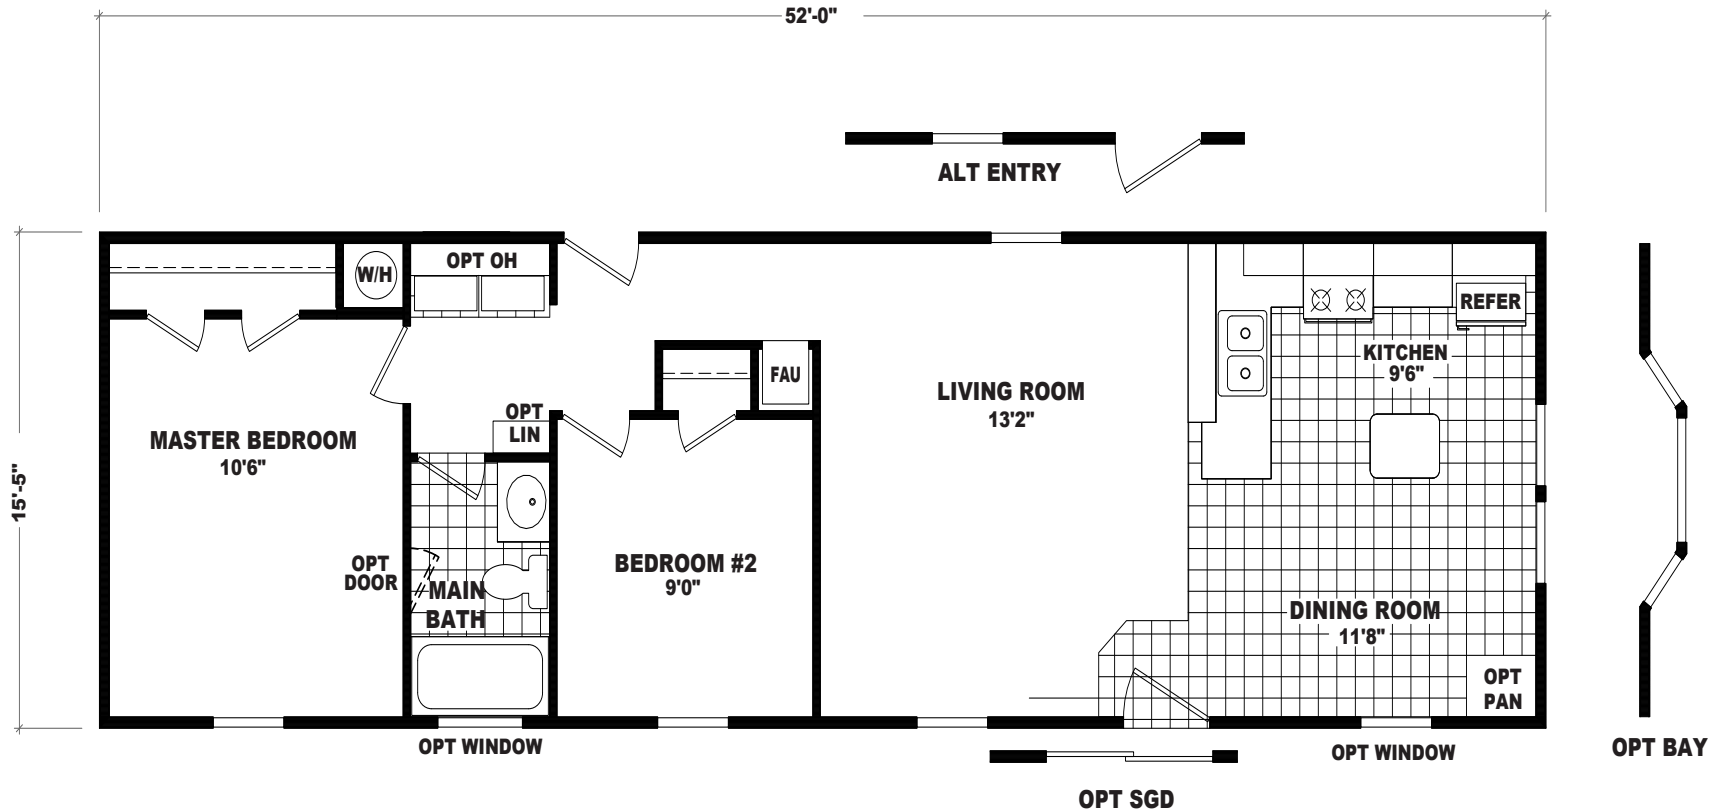 52'-0"
ALT ENTRY
W/H
OPT OH
REFER
KITCHEN
9'6"
FAU
LIVING ROOM
13'2"
OPT
LIN
MASTER BEDROOM
10'6"
15'-5"
OPT
DOOR
MAIN
BATH
BEDROOM #2
9'0"
DINING ROOM
11'8"
OPT
PAN
OPT WINDOW
OPT WINDOW
OPT BAY
OPT SGD